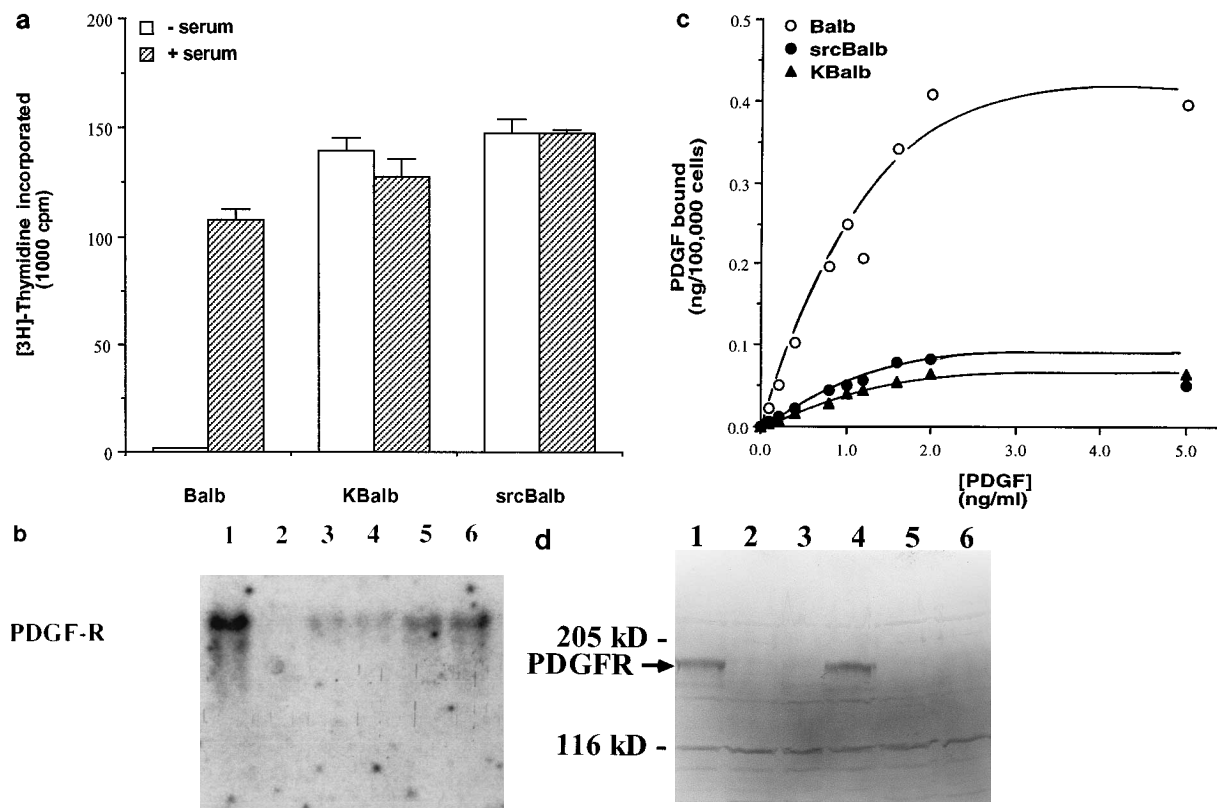 a
200
150
100
50
0
- serum
+ serum
[3H]-Thymidine incorporated
(1000 cpm)
Balb KBalb srcBalb
c
Balb
srcBalb
KBalb
0.5
0.4
0.3
0.2
0.1
0.0
PDGF bound
(ng/100,000 cells)
0.0 1.0 2.0 3.0 4.0 5.0
[PDGF]
(ng/ml)
b
1 2 3 4 5 6
PDGF-R
d
1 2 3 4 5 6
205 kD -
PDGFR
116 kD -